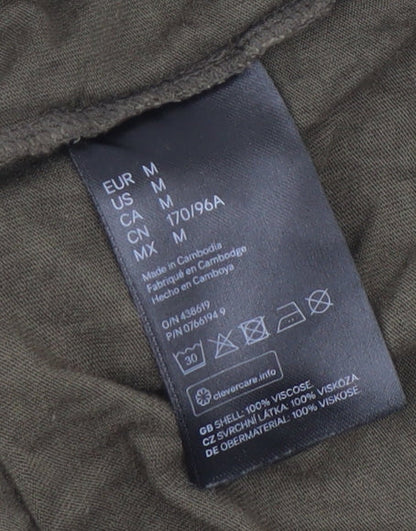 EUR M
US M
CA M
CN 170/96A
MX M
Made in Cambodia
Fabriqué en Cambodge
Hecho en Camboya
O/N 438619
P/N 0766194 9
30
clevercare.info
GB SHELL: 100% VISCOSE.
CZ SVRCHNÍ LÁTKA: 100% VISKÓZA.
DE OBERMATERIAL: 100% VISKOSE.